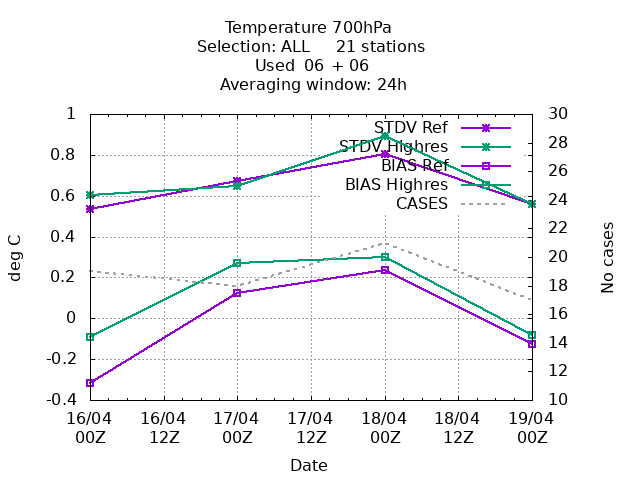 Temperature 700hPa
Selection: ALL     21 stations
Used  06 + 06
Averaging window: 24h
STDV Ref
STDV Highres
BIAS Ref
BIAS Highres
CASES
deg C
1
0.8
0.6
0.4
0.2
0
-0.2
-0.4
30
28
26
24
22
20
18
16
14
12
10
No cases
16/04 16/04 17/04 17/04 18/04 18/04 19/04
00Z 12Z 00Z 12Z 00Z 12Z 00Z
Date